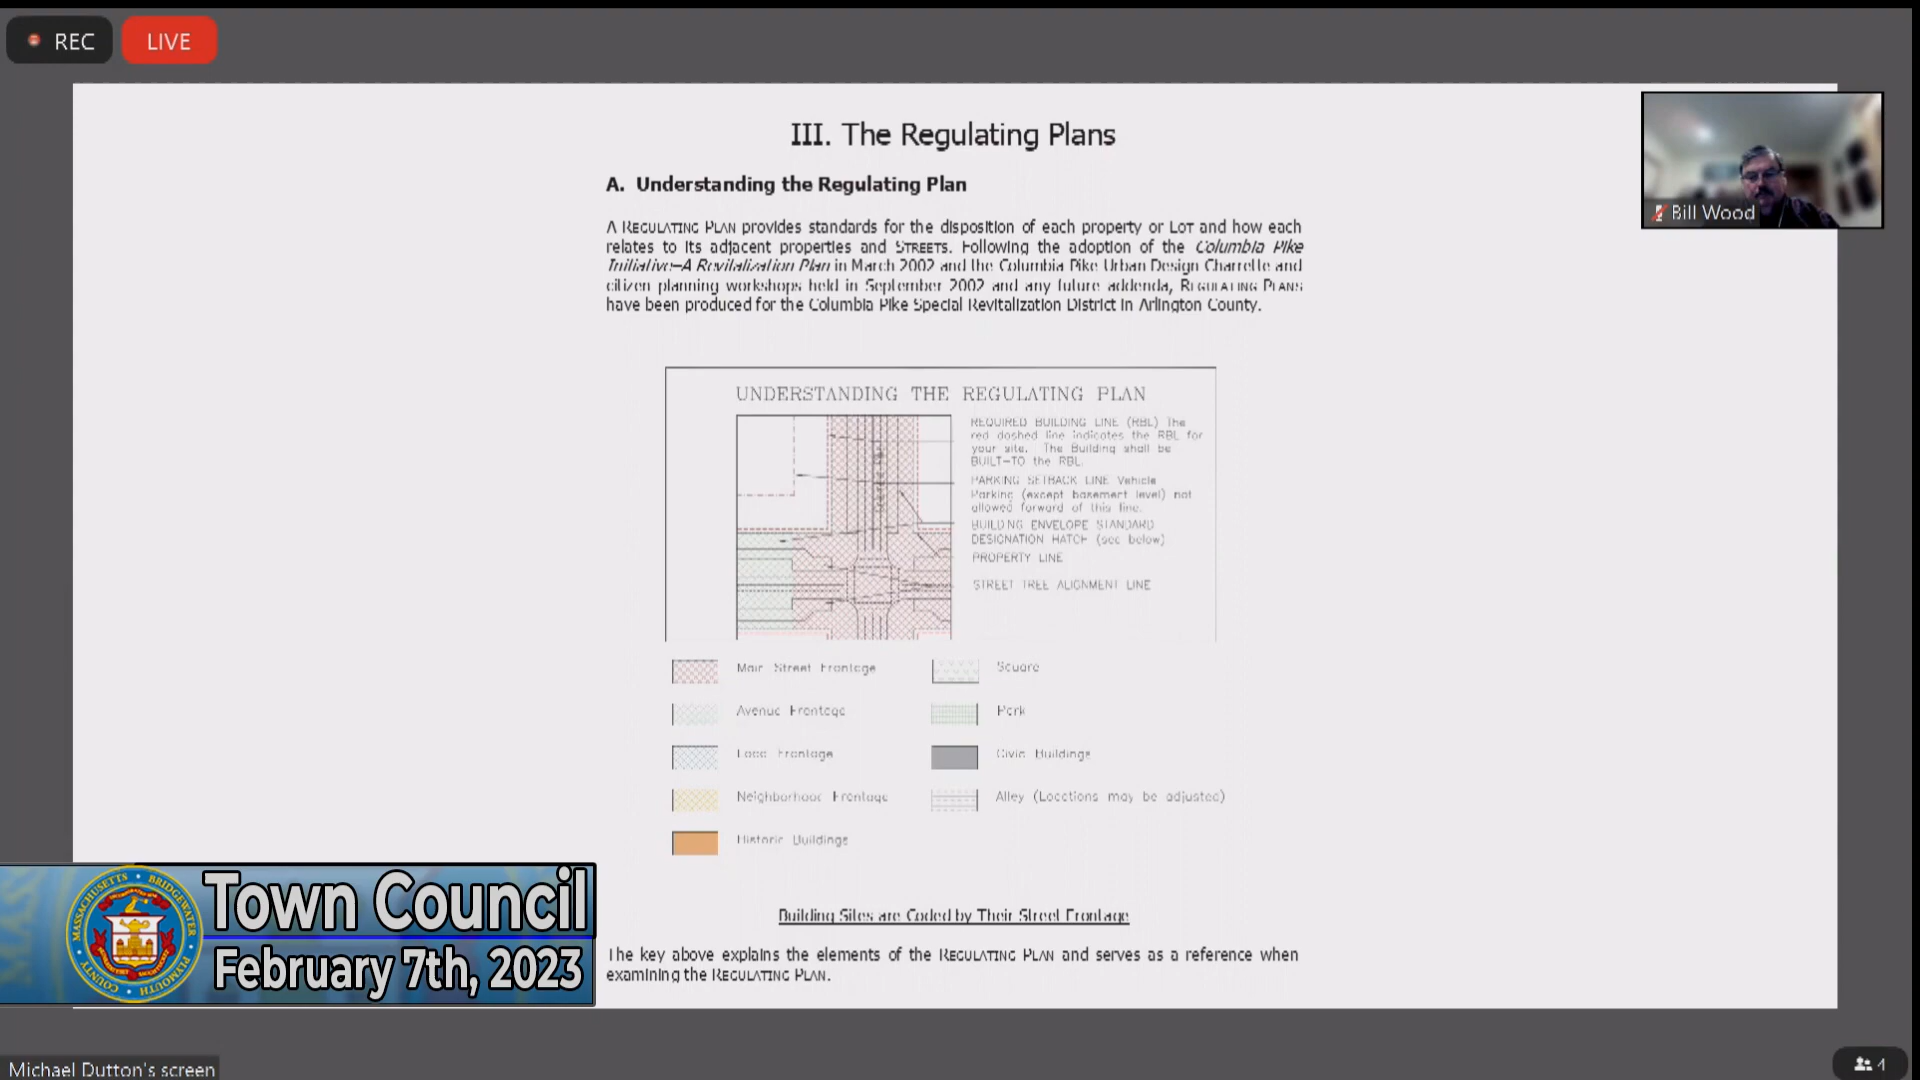 REC
LIVE
III. The Regulating Plans
A. Understanding the Regulating Plan
A REGULATING PLAN provides standards for the disposition of each property or LOT and how each
relates to its adjacent properties and STREETS. Following the adoption of the Columbia Pike
Initiative–A Revitalization Plan in March 2002 and the Columbia Pike Urban Design Charrette and
citizen planning workshops held in September 2002 and any future addenda, REGULATING PLANS
have been produced for the Columbia Pike Special Revitalization District in Arlington County.
Bill Wood
UNDERSTANDING THE REGULATING PLAN
REQUIRED BUILDING LINE (RBL) The
red dashed line indicates the RBL for
your site. The Building shall be
BUILT-TO the RBL.
PARKING SETBACK LINE Vehicle
Parking (except basement level) not
allowed forward of this line.
BUILDING ENVELOPE STANDARD
DESIGNATION HATCH (see below)
PROPERTY LINE
STREET TREE ALIGNMENT LINE
Main Street Frontage
Square
Avenue Frontage
Park
Local Frontage
Civic Buildings
Neighborhood Frontage
Alley (Locations may be adjusted)
Historic Buildings
Building Sites are Coded by Their Street Frontage
The key above explains the elements of the REGULATING PLAN and serves as a reference when
examining the REGULATING PLAN.
MASSACHUSETTS • BRIDGEWATER
PLYMOUTH COUNTY
Town Council
February 7th, 2023
Michael Dutton's screen
4